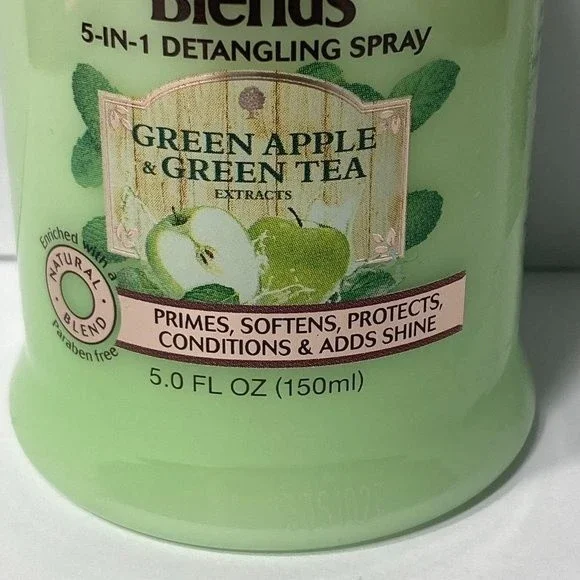 Blends
5-IN-1 DETANGLING SPRAY
GREEN APPLE
& GREEN TEA
EXTRACTS
Enriched with a
NATURAL • BLEND •
Paraben free
PRIMES, SOFTENS, PROTECTS,
CONDITIONS & ADDS SHINE
5.0 FL OZ (150ml)